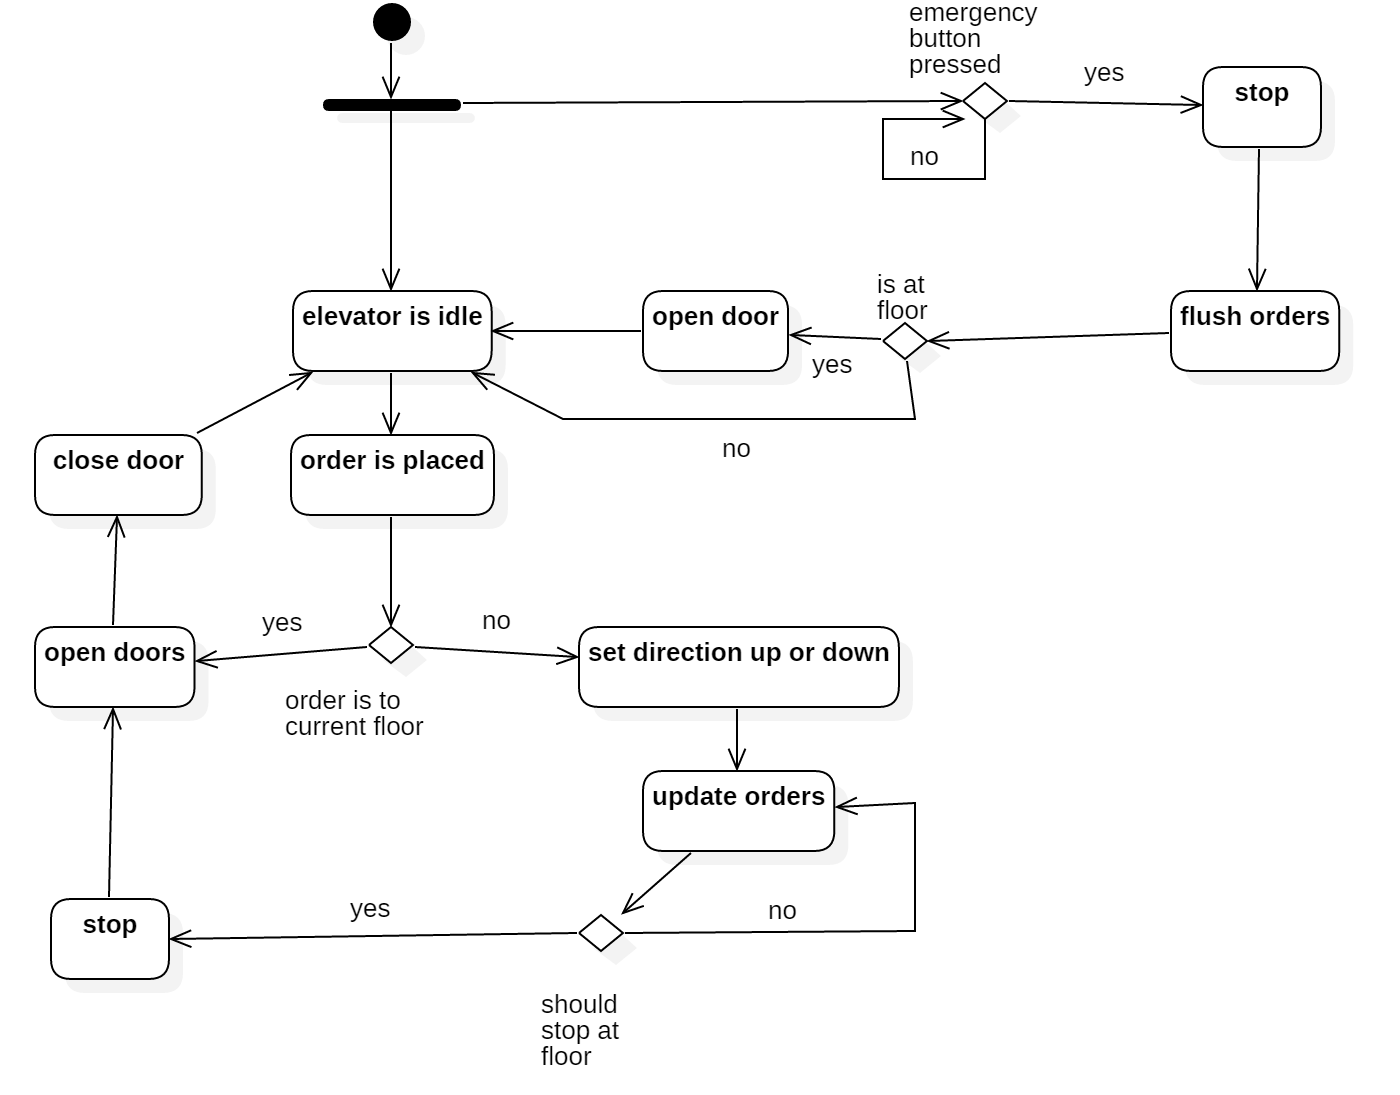 emergency
button
pressed
yes
stop
no
is at
floor
elevator is idle
open door
flush orders
yes
no
close door
order is placed
yes
no
open doors
set direction up or down
order is to
current floor
update orders
yes
no
stop
should
stop at
floor